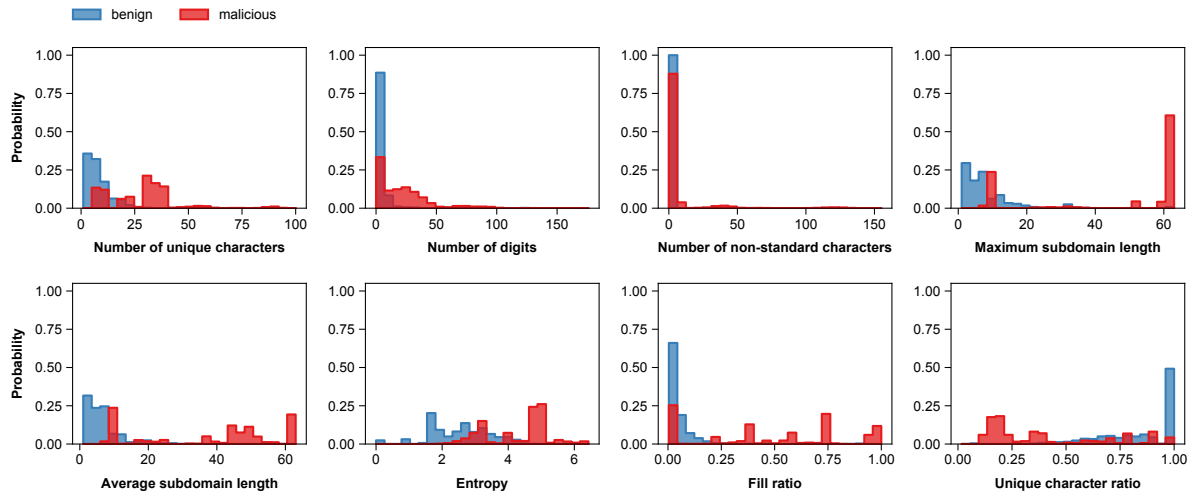 benign malicious
1.00 1.00 1.00 1.00
0.75 0.75 0.75 0.75
Probability
0.50 0.50 0.50 0.50
0.25 0.25 0.25 0.25
0.00 0.00 0.00 0.00
0 25 50 75 100 0 50 100 150 0 50 100 150 0 20 40 60
Number of unique characters Number of digits Number of non-standard characters Maximum subdomain length
1.00 1.00 1.00 1.00
0.75 0.75 0.75 0.75
Probability
0.50 0.50 0.50 0.50
0.25 0.25 0.25 0.25
0.00 0.00 0.00 0.00
0 20 40 60 0 2 4 6 0.00 0.25 0.50 0.75 1.00 0.00 0.25 0.50 0.75 1.00
Average subdomain length Entropy Fill ratio Unique character ratio